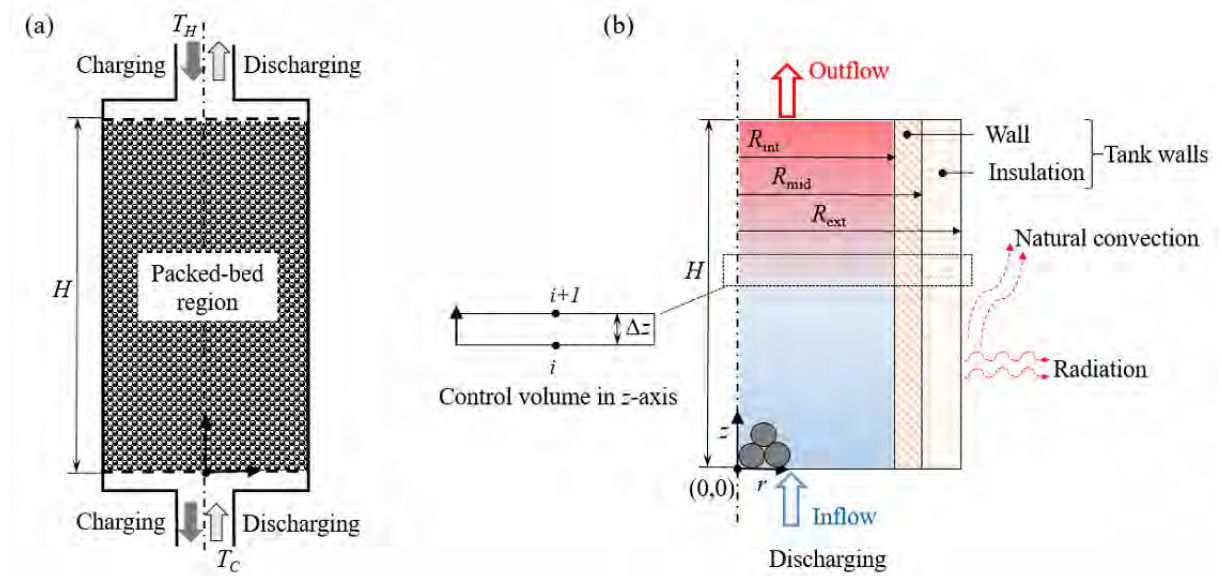 (a)
T_H
Charging
Discharging
H
Packed-bed
region
Charging
Discharging
T_C
(b)
Outflow
R_int
Wall
Tank walls
Insulation
R_mid
R_ext
Natural convection
H
i+1
Δz
i
Control volume in z-axis
Radiation
z
(0,0)
r
Inflow
Discharging